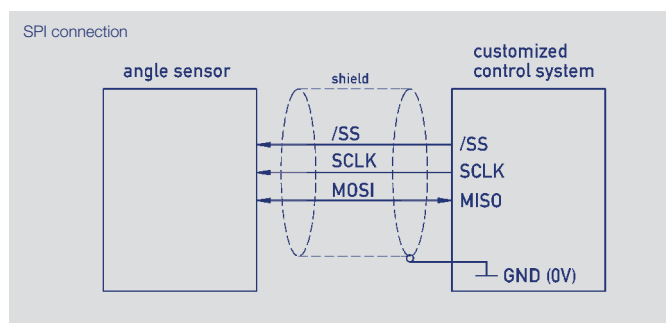 SPI connection
angle sensor
shield
customized
control system
/SS
/SS
SCLK
SCLK
MOSI
MISO
GND (0V)